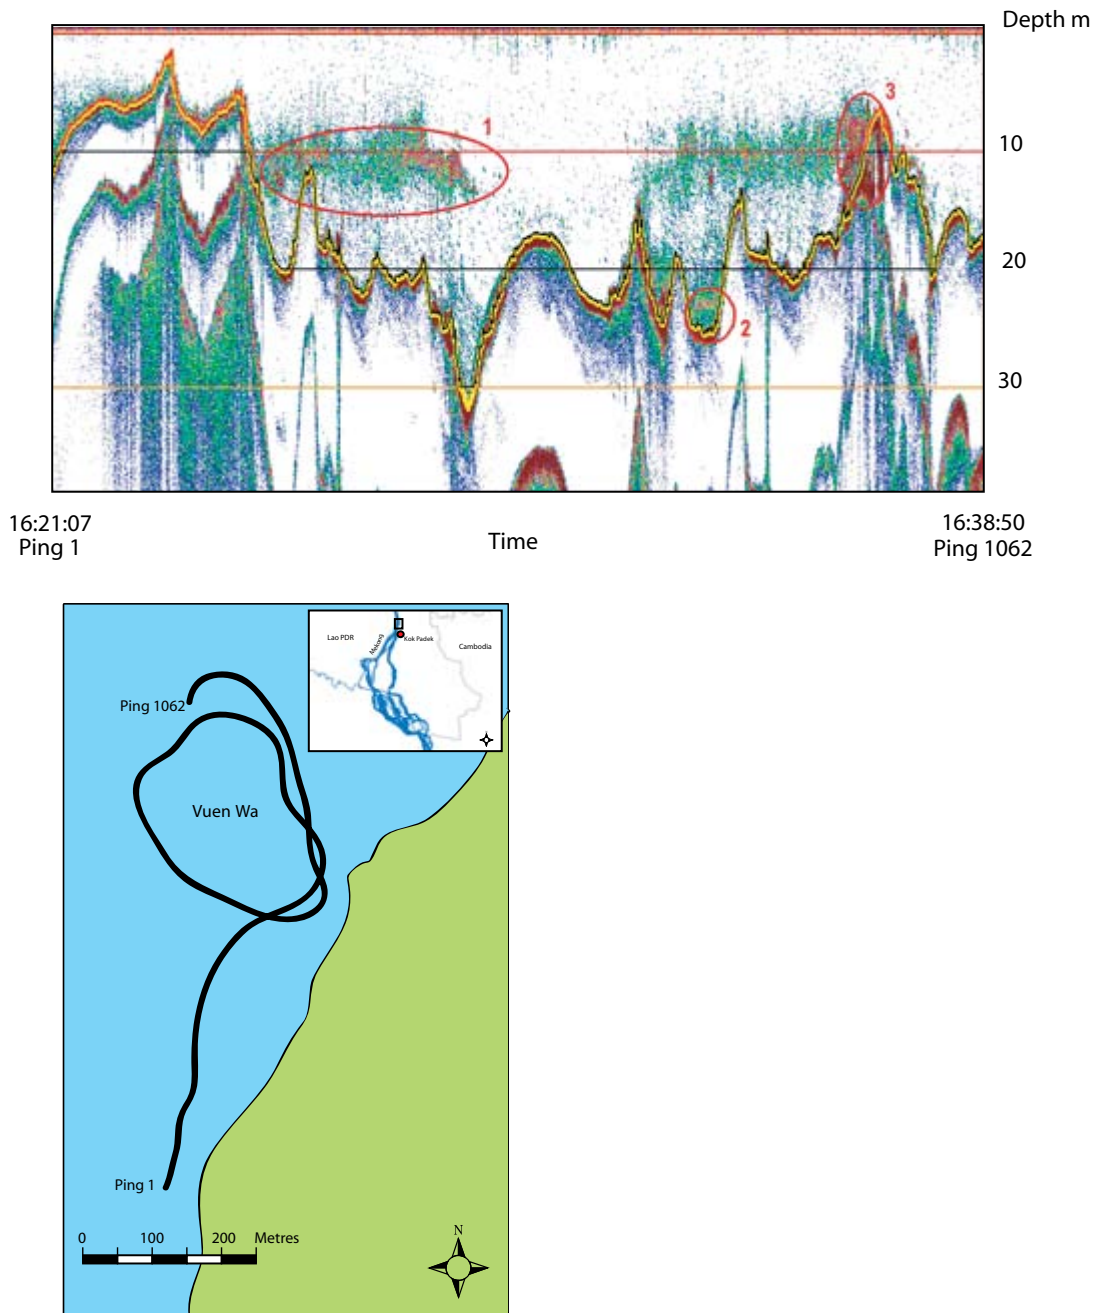 Depth m
3
1
10
20
2
30
16:21:07
Ping 1
Time
16:38:50
Ping 1062
Lao PDR
Mekong
Kok Padek
Cambodia
Ping 1062
Vuen Wa
Ping 1
0 100 200 Metres
N